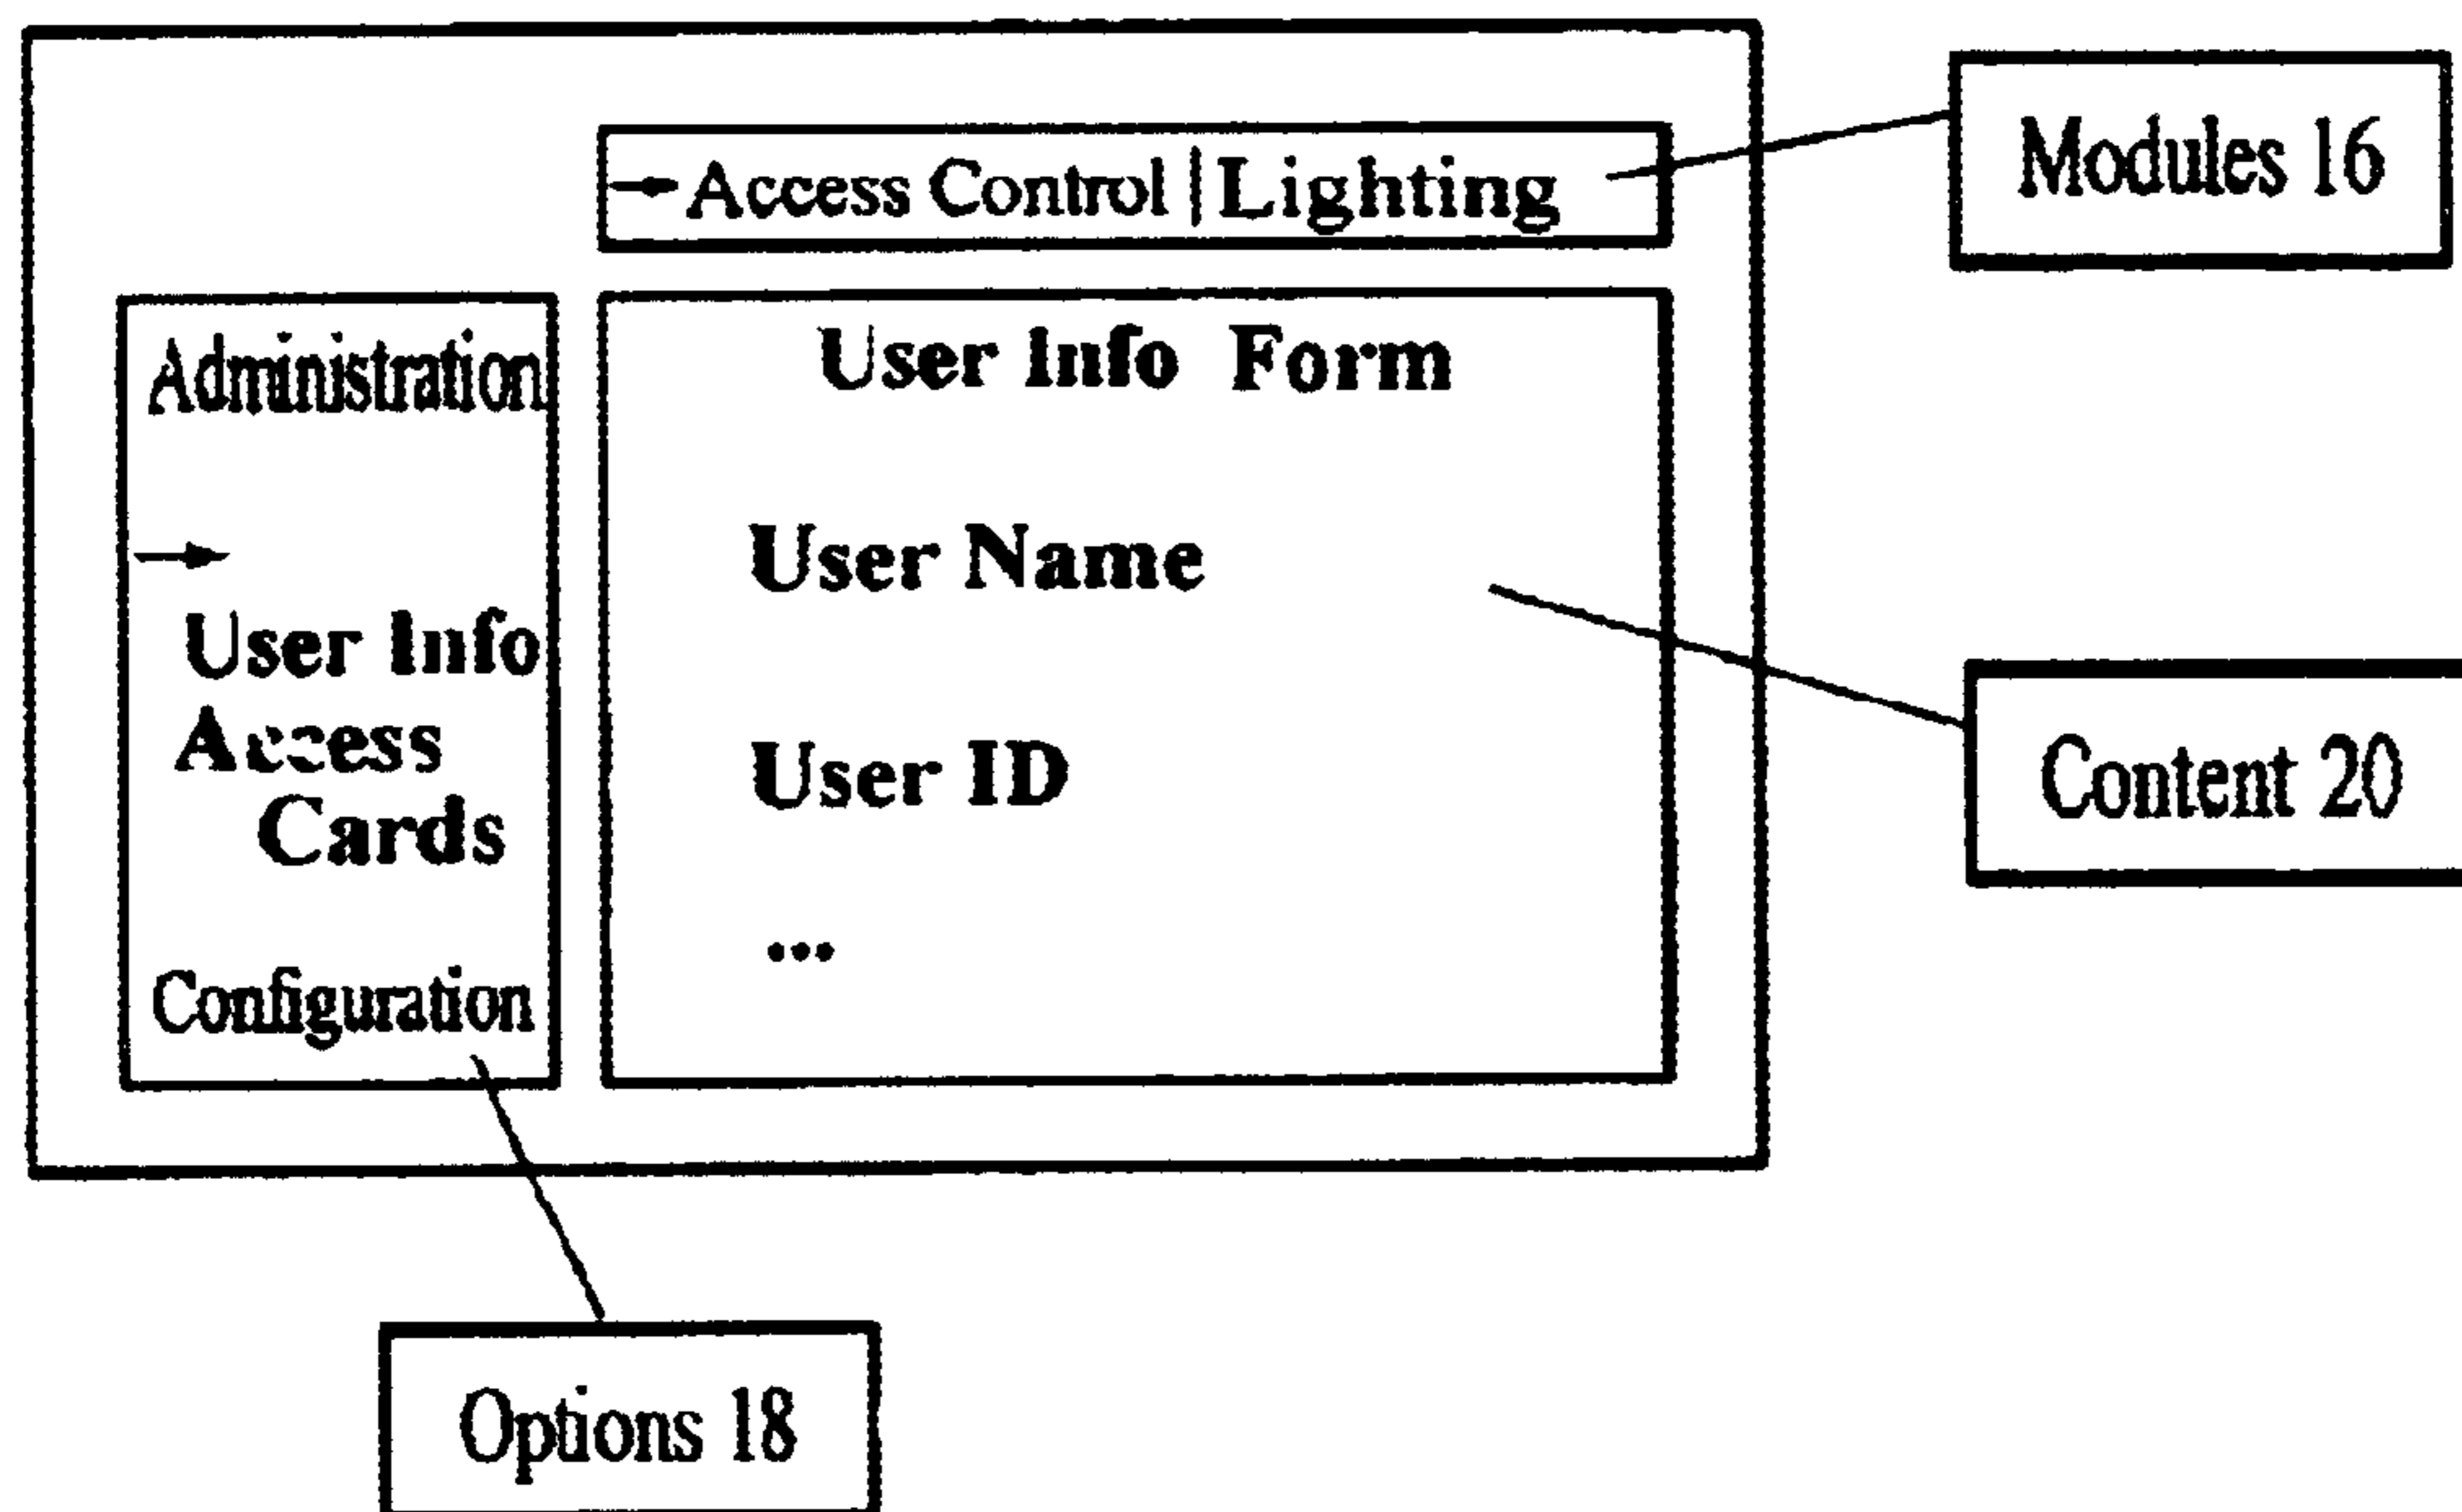 Access Control | Lighting
Modules 16
Administration
User Info
Access
Cards
Configuration
User Info Form
User Name
User ID
...
Content 20
Options 18